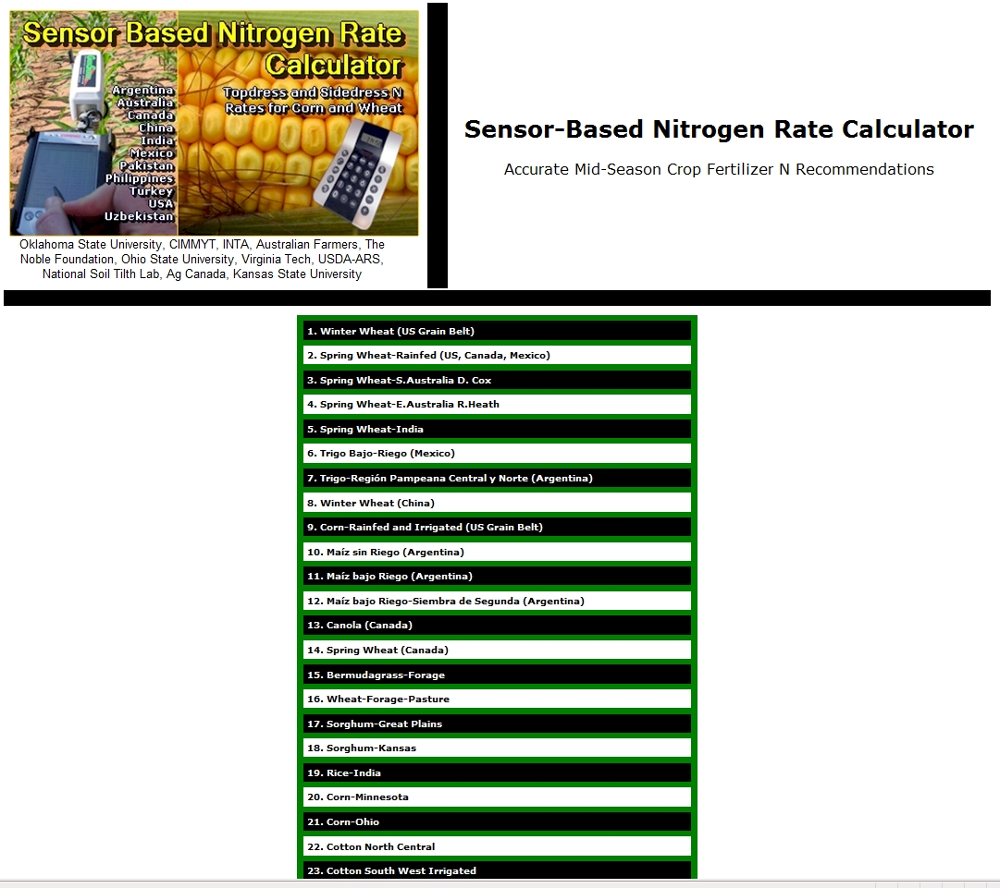 Sensor Based Nitrogen Rate
Calculator
Argentina
Australia
Canada
China
India
Mexico
Pakistan
Philippines
Turkey
USA
Uzbekistan
Topdress and Sidedress N
Rates for Corn and Wheat
Oklahoma State University, CIMMYT, INTA, Australian Farmers, The
Noble Foundation, Ohio State University, Virginia Tech, USDA-ARS,
National Soil Tilth Lab, Ag Canada, Kansas State University
Sensor-Based Nitrogen Rate Calculator
Accurate Mid-Season Crop Fertilizer N Recommendations
1. Winter Wheat (US Grain Belt)
2. Spring Wheat-Rainfed (US, Canada, Mexico)
3. Spring Wheat-S.Australia D. Cox
4. Spring Wheat-E.Australia R.Heath
5. Spring Wheat-India
6. Trigo Bajo-Riego (Mexico)
7. Trigo-Región Pampeana Central y Norte (Argentina)
8. Winter Wheat (China)
9. Corn-Rainfed and Irrigated (US Grain Belt)
10. Maíz sin Riego (Argentina)
11. Maíz bajo Riego (Argentina)
12. Maíz bajo Riego-Siembra de Segunda (Argentina)
13. Canola (Canada)
14. Spring Wheat (Canada)
15. Bermudagrass-Forage
16. Wheat-Forage-Pasture
17. Sorghum-Great Plains
18. Sorghum-Kansas
19. Rice-India
20. Corn-Minnesota
21. Corn-Ohio
22. Cotton North Central
23. Cotton South West Irrigated